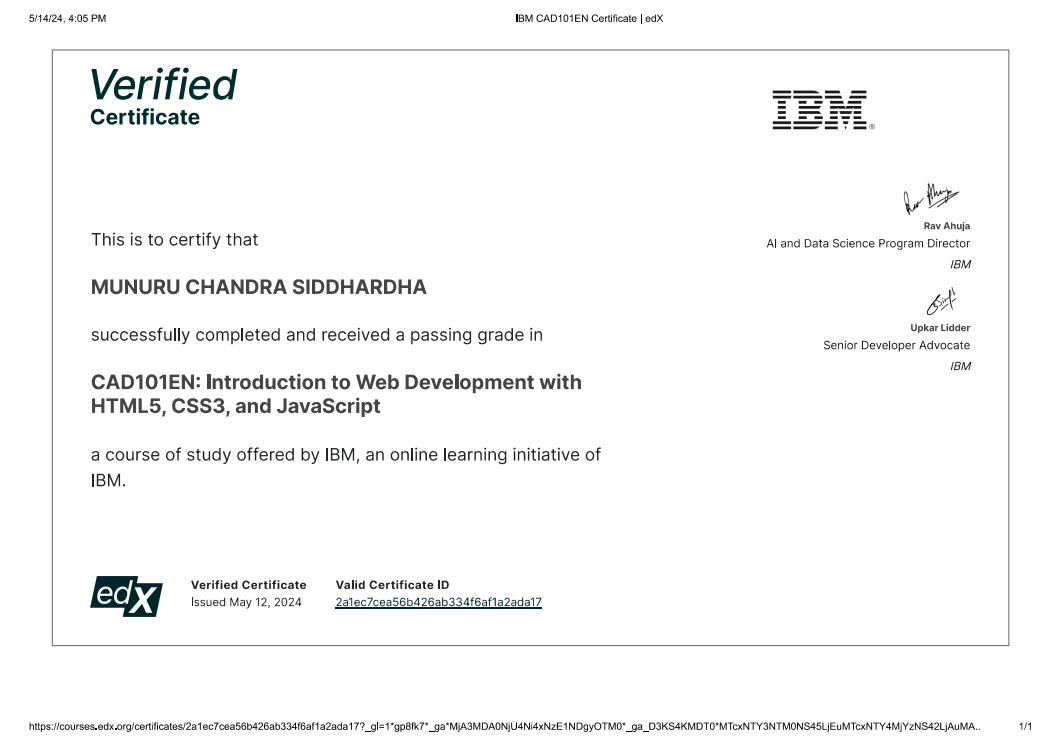 5/14/24, 4:05 PM
IBM CAD101EN Certificate | edX
Verified
Certificate
IBM®
Rav Ahuja
AI and Data Science Program Director
IBM
Upkar Lidder
Senior Developer Advocate
IBM
This is to certify that
MUNURU CHANDRA SIDDHARDHA
successfully completed and received a passing grade in
CAD101EN: Introduction to Web Development with
HTML5, CSS3, and JavaScript
a course of study offered by IBM, an online learning initiative of
IBM.
edX
Verified Certificate
Issued May 12, 2024
Valid Certificate ID
2a1ec7cea56b426ab334f6af1a2ada17
https://courses.edx.org/certificates/2a1ec7cea56b426ab334f6af1a2ada17?_gl=1*gp8fk7*_ga*MjA3MDA0NjU4Ni4xNzE1NDgyOTM0*_ga_D3KS4KMDT0*MTcxNTY3NTM0NS45LjEuMTcxNTY4MjYzNS42LjAuMA..
1/1